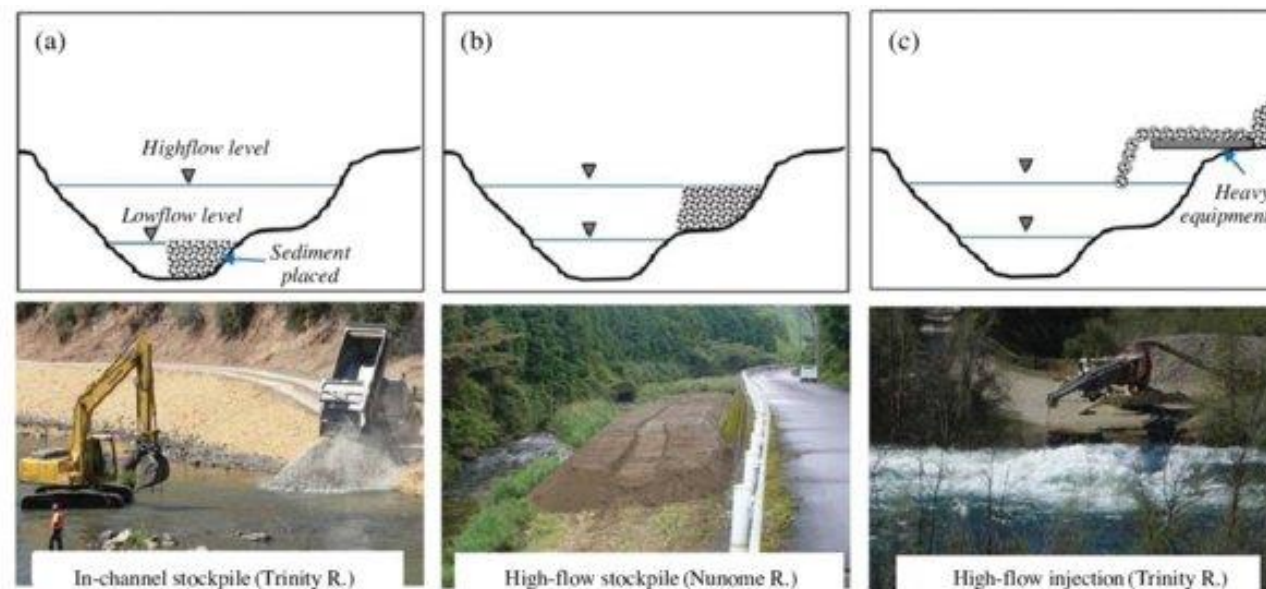 (a)
Highflow level
Lowflow level
Sediment
placed
(b)
(c)
Heavy
equipment
In-channel stockpile (Trinity R.)
High-flow stockpile (Nunome R.)
High-flow injection (Trinity R.)